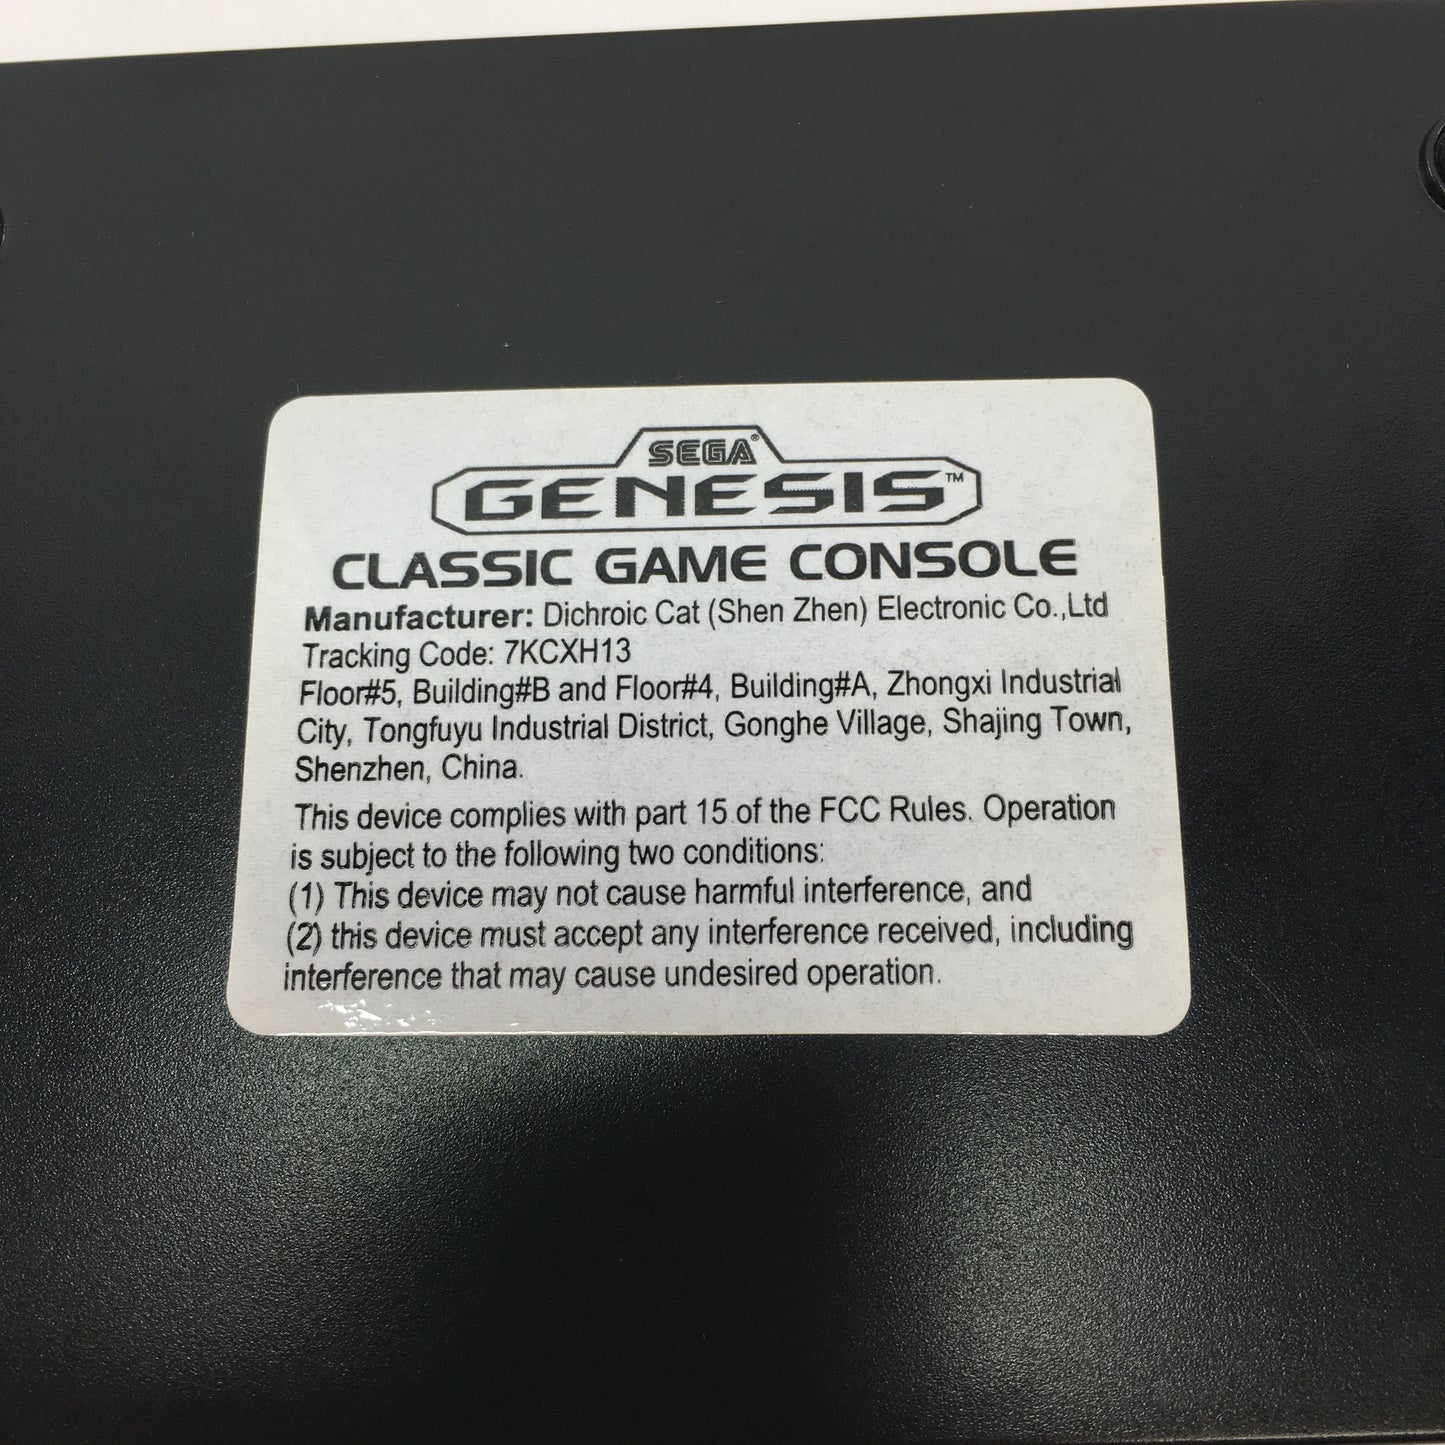 SEGA®
GENESIS™
CLASSIC GAME CONSOLE
Manufacturer: Dichroic Cat (Shen Zhen) Electronic Co.,Ltd
Tracking Code: 7KCXH13
Floor#5, Building#B and Floor#4, Building#A, Zhongxi Industrial
City, Tongfuyu Industrial District, Gonghe Village, Shajing Town,
Shenzhen, China.
This device complies with part 15 of the FCC Rules. Operation
is subject to the following two conditions:
(1) This device may not cause harmful interference, and
(2) this device must accept any interference received, including
interference that may cause undesired operation.